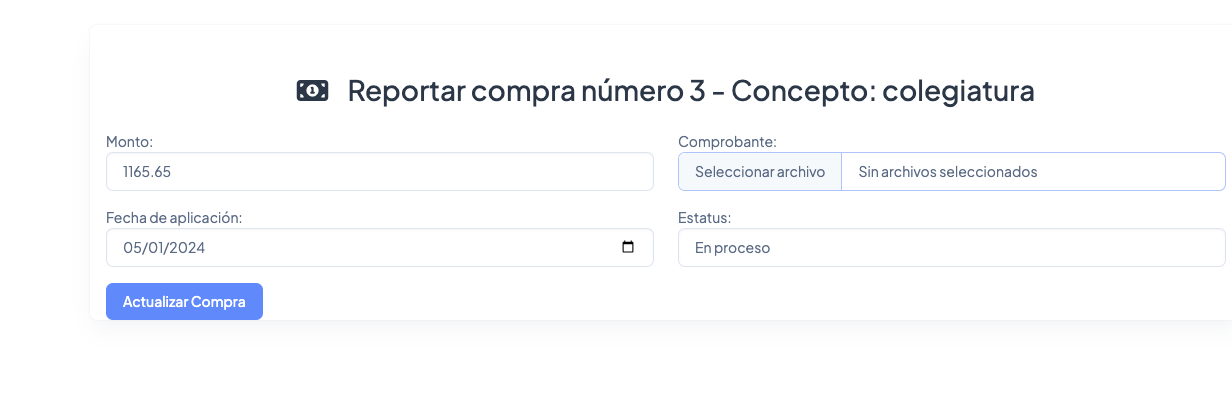 Reportar compra número 3 - Concepto: colegiatura
Monto:
1165.65
Comprobante:
Seleccionar archivo Sin archivos seleccionados
Fecha de aplicación:
05/01/2024
Estatus:
En proceso
Actualizar Compra